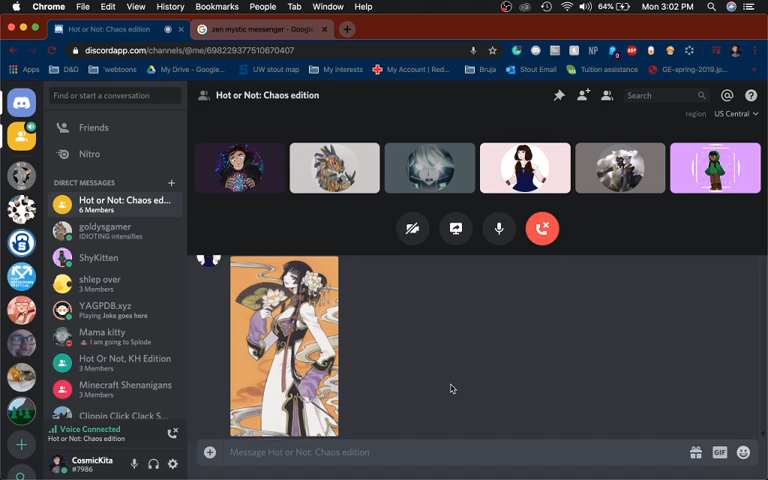 Chrome File Edit View History Bookmarks People Tab Window Help 64% Mon 3:02 PM
Hot or Not: Chaos edition
zen mystic messenger - Google
discordapp.com/channels/@me/698229377510670407
Apps D&D *webtoons My Drive - Google... UW stout map My interests My Account | Red... Bruja Stout Email Tuition assistance GE-spring-2019.jp...
Find or start a conversation
Hot or Not: Chaos edition
Search
region US Central
Friends
Nitro
DIRECT MESSAGES
Hot or Not: Chaos ed...
6 Members
goldysgamer
IDIOTING intensifies
ShyKitten
shlep over
3 Members
YAGPDB.xyz
Playing Joke goes here
Mama kitty
I am going to Splode
Hot Or Not, KH Edition
3 Members
Minecraft Shenanigans
3 Members
Clippin Click Clack S...
Voice Connected
Hot or Not: Chaos edition
CosmicKita
#7986
Message Hot or Not: Chaos edition
GIF